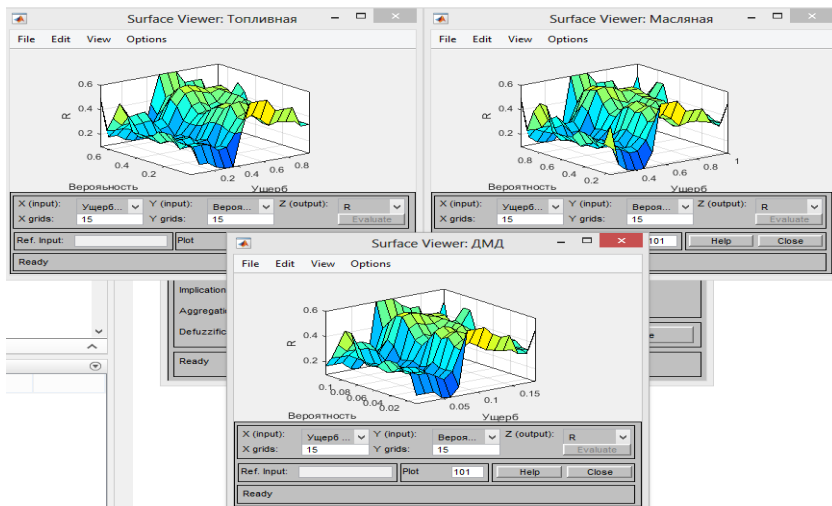 Surface Viewer: Топливная
File Edit View Options
0.6
0.4
0.2
R
0.6
0.4
0.2
0.2
0.4
0.6
0.8
Верояьность
Ущерб
X (input): Ущерб... Y (input): Вероя... Z (output): R
X grids: 15 Y grids: 15 Evaluate
Ref. Input: Plot
Ready
Surface Viewer: Масляная
File Edit View Options
0.6
0.4
0.2
R
0.8
0.6
0.4
0.2
0.4
0.6
0.8
1
Вероятность
Ущерб
X (input): Ущерб... Y (input): Вероя... Z (output): R
X grids: 15 Y grids: 15 Evaluate
101 Help Close
Surface Viewer: ДМД
File Edit View Options
0.6
0.4
0.2
R
0.1
0.08
0.06
0.04
0.02
0.05
0.1
0.15
Вероятность
Ущерб
X (input): Ущерб ... Y (input): Вероя... Z (output): R
X grids: 15 Y grids: 15 Evaluate
Ref. Input: Plot 101 Help Close
Ready
Implication
Ready